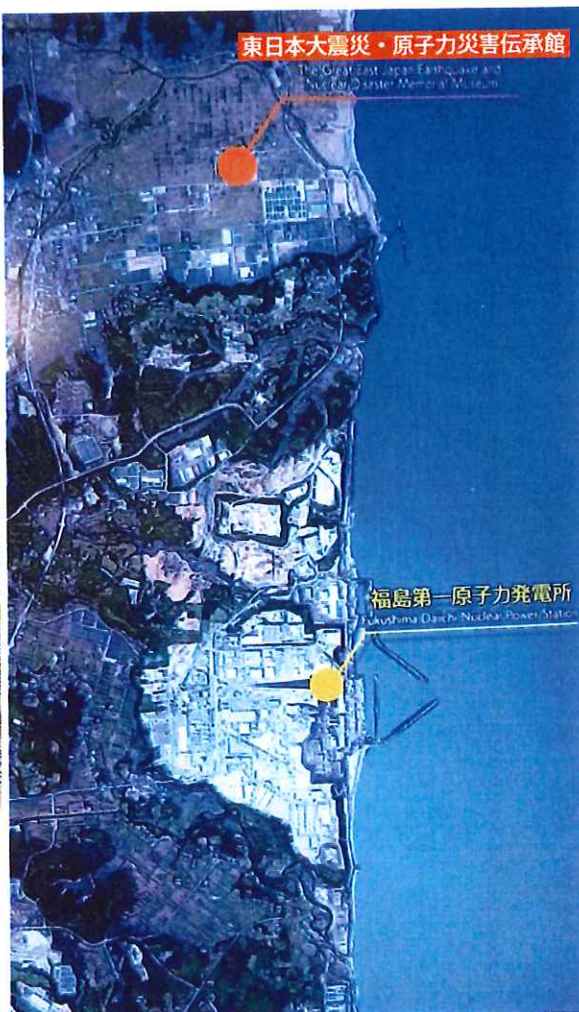 東日本大震災・原子力災害伝承館
The Great East Japan Earthquake and
Nuclear Disaster Memorial Museum
福島第一原子力発電所
Fukushima Daiichi Nuclear Power Station